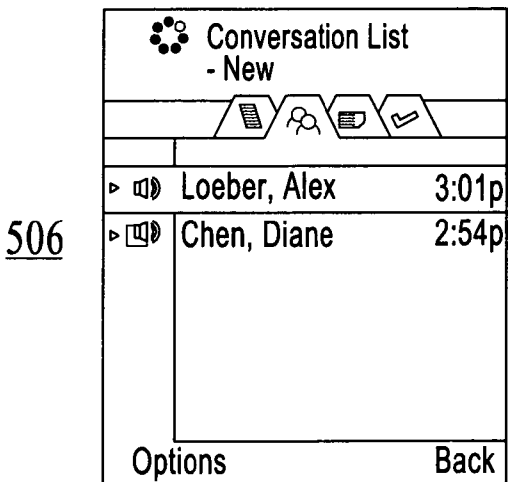 Conversation List
- New
Loeber, Alex 3:01p
506
Chen, Diane 2:54p
Options Back